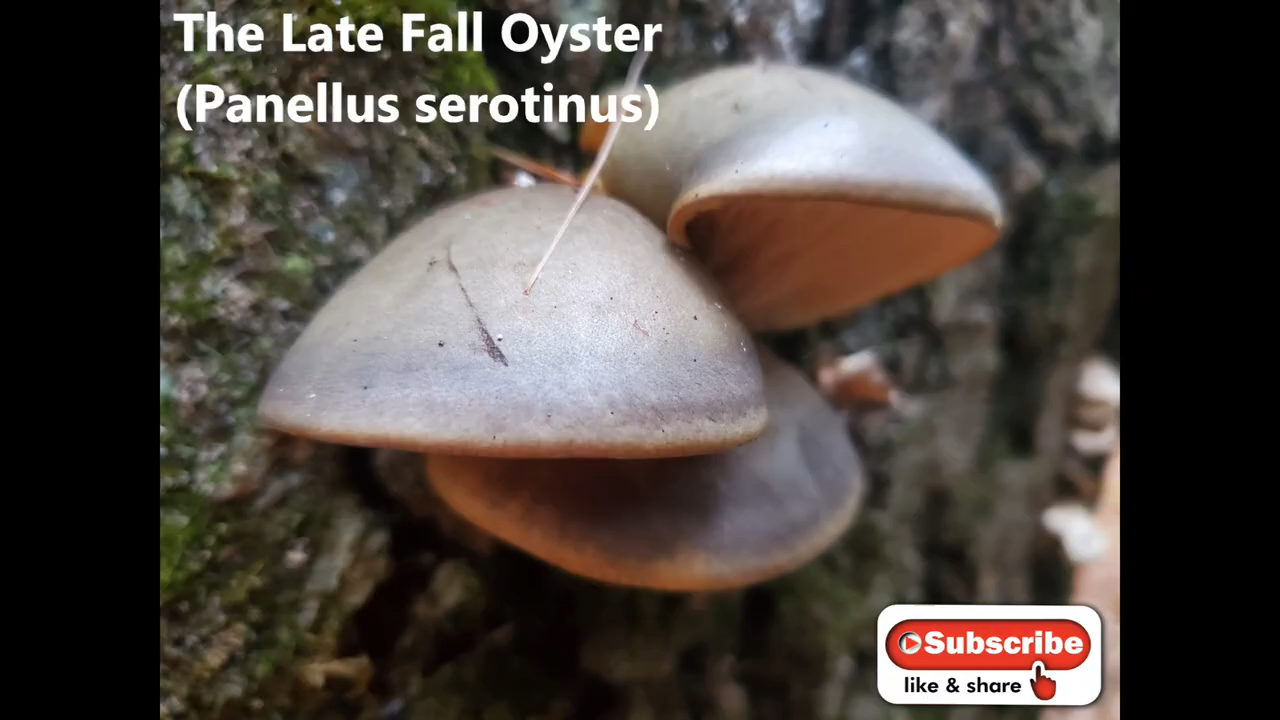 The Late Fall Oyster
(Panellus serotinus)
Subscribe
like & share